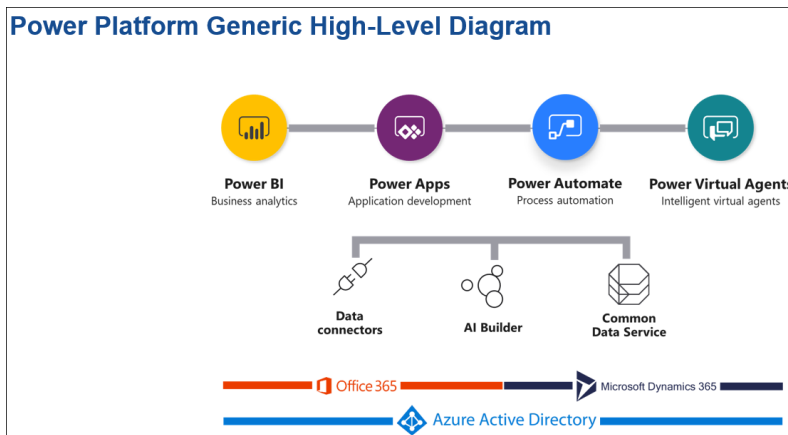 Power Platform Generic High-Level Diagram
Power BI
Business analytics
Power Apps
Application development
Power Automate
Process automation
Power Virtual Agents
Intelligent virtual agents
Data
connectors
AI Builder
Common
Data Service
Office 365
Microsoft Dynamics 365
Azure Active Directory